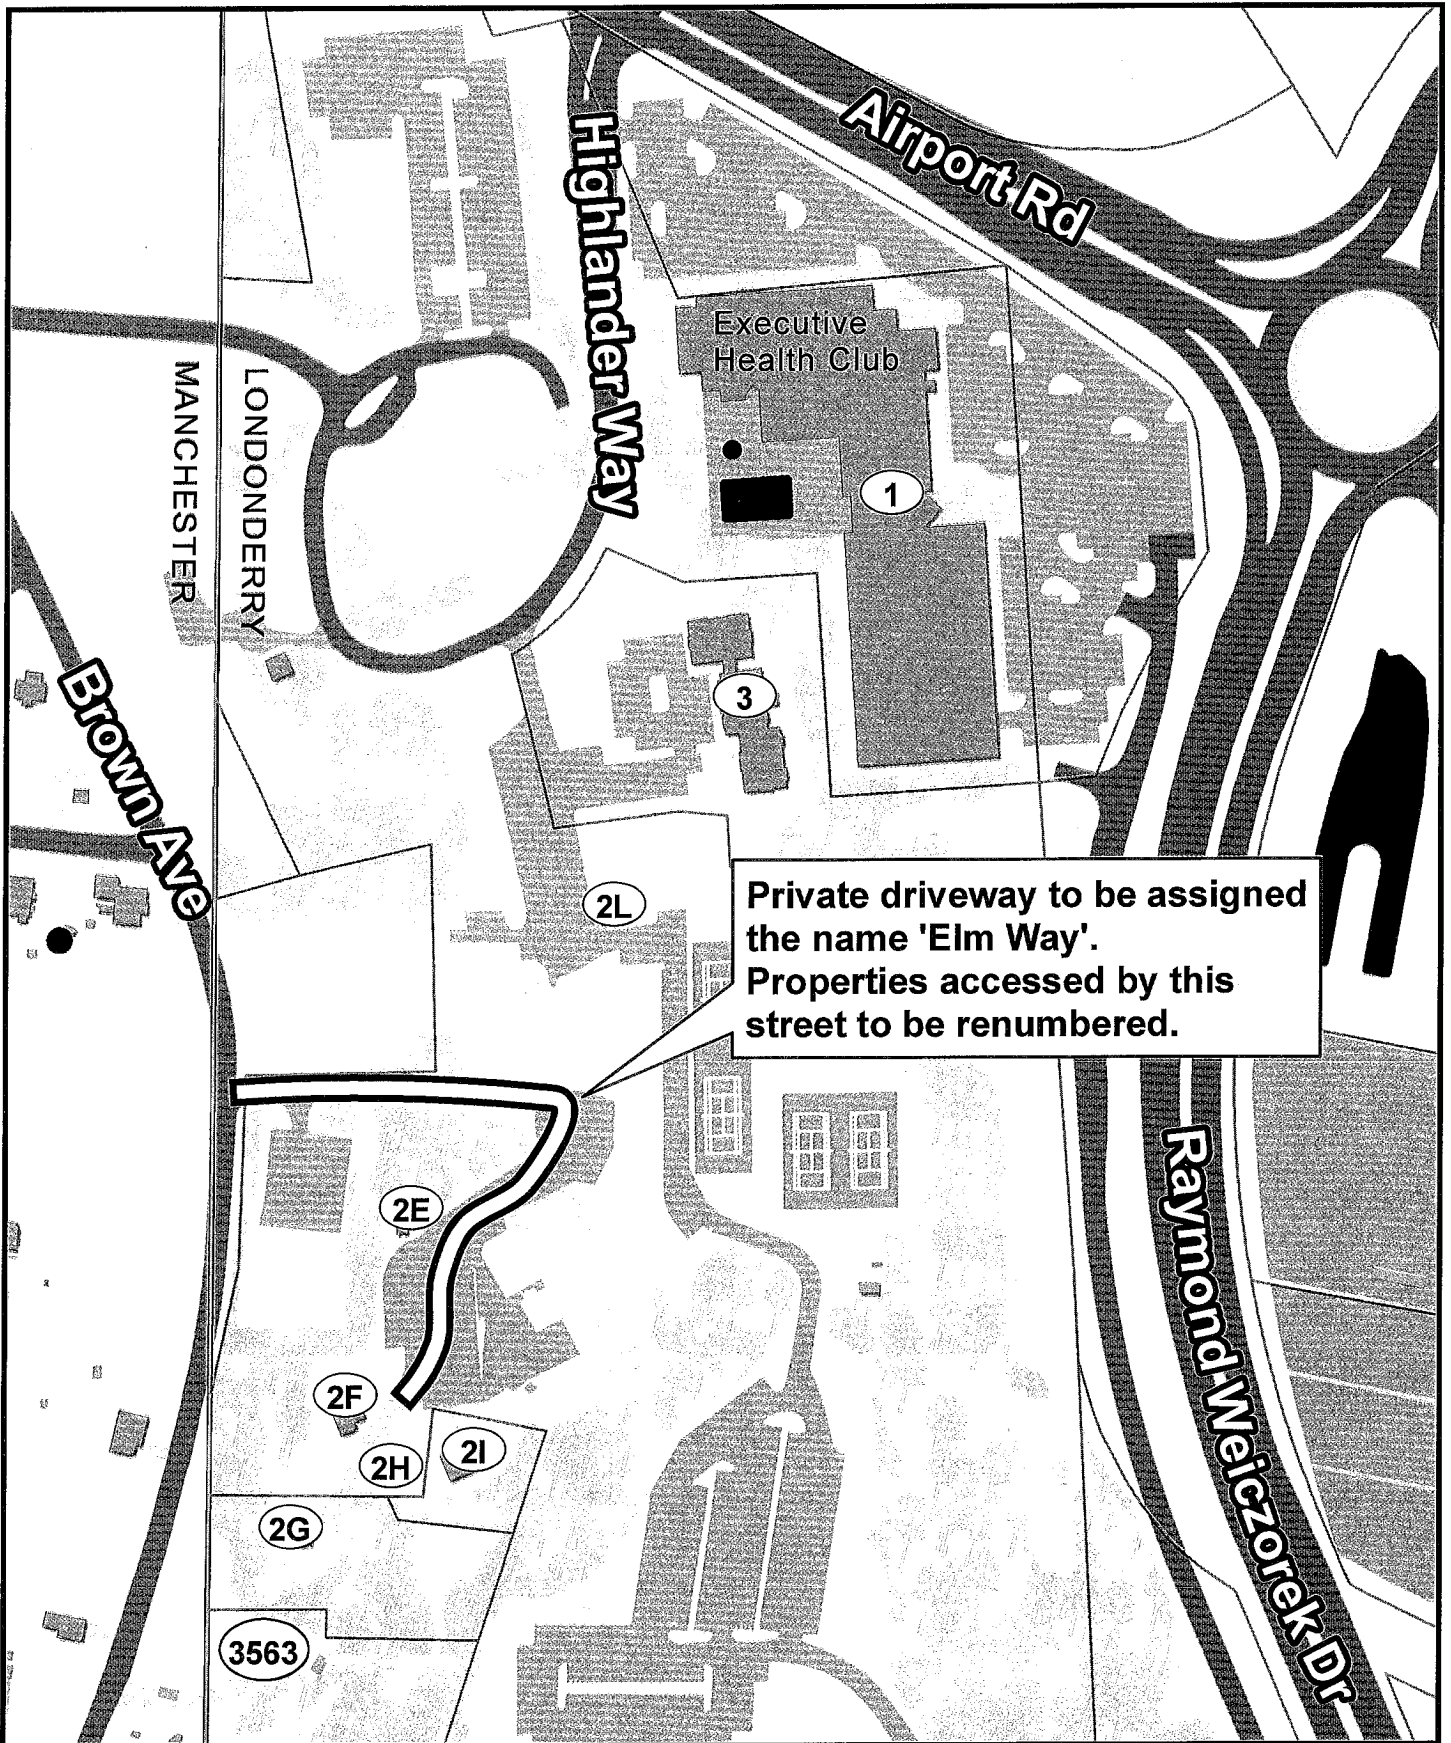 Airport Rd
Highlander Way
Executive
Health Club
MANCHESTER
LONDONDERRY
1
3
Brown Ave
2L
Private driveway to be assigned
the name 'Elm Way'.
Properties accessed by this
street to be renumbered.
2E
Raymond Weiczorek Dr
2F
2H
2I
2G
3563